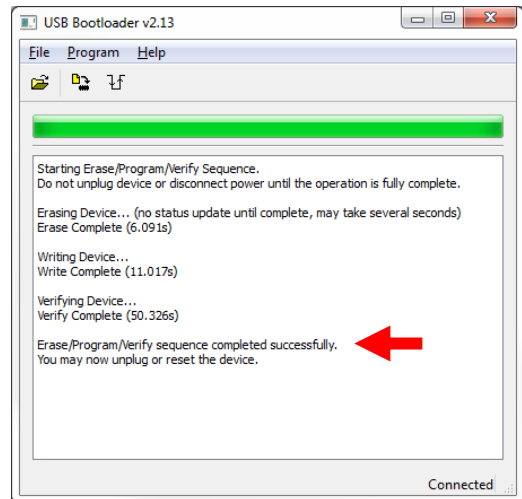 USB Bootloader v2.13
File Program Help
Starting Erase/Program/Verify Sequence.
Do not unplug device or disconnect power until the operation is fully complete.
Erasing Device... (no status update until complete, may take several seconds)
Erase Complete (6.091s)
Writing Device...
Write Complete (11.017s)
Verifying Device...
Verify Complete (50.326s)
Erase/Program/Verify sequence completed successfully.
You may now unplug or reset the device.
Connected